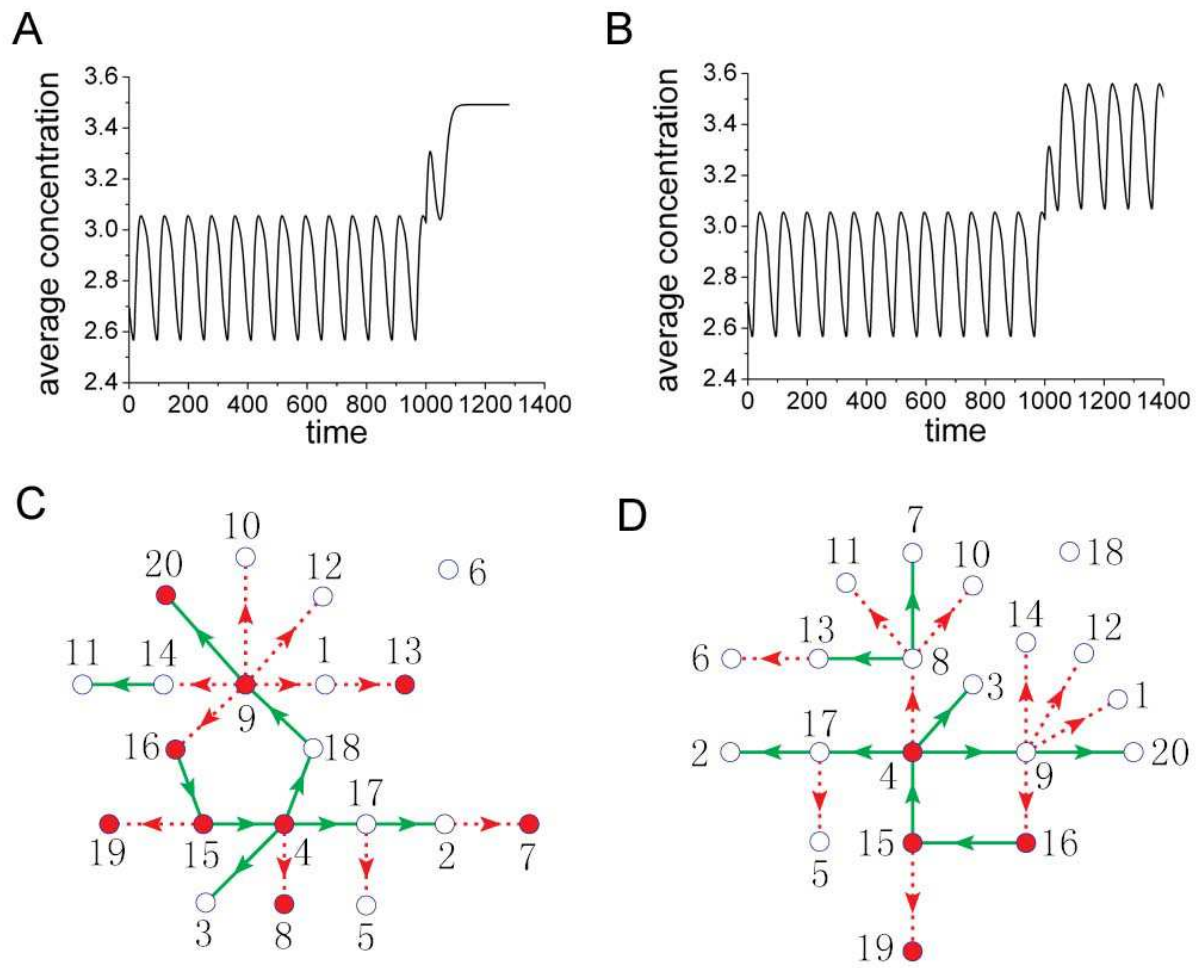 A
B
average concentration
3.6
3.4
3.2
3.0
2.8
2.6
2.4
0 200 400 600 800 1000 1200 1400
time
average concentration
3.6
3.4
3.2
3.0
2.8
2.6
2.4
0 200 400 600 800 1000 1200 1400
time
C
10
20
12
6
11 14 1 13
9
16
18
17
19 15 4 2 7
3 8 5
D
7
11 10
18
14
12
6 13
8
3
1
2 17
4 9 20
5
15 16
19